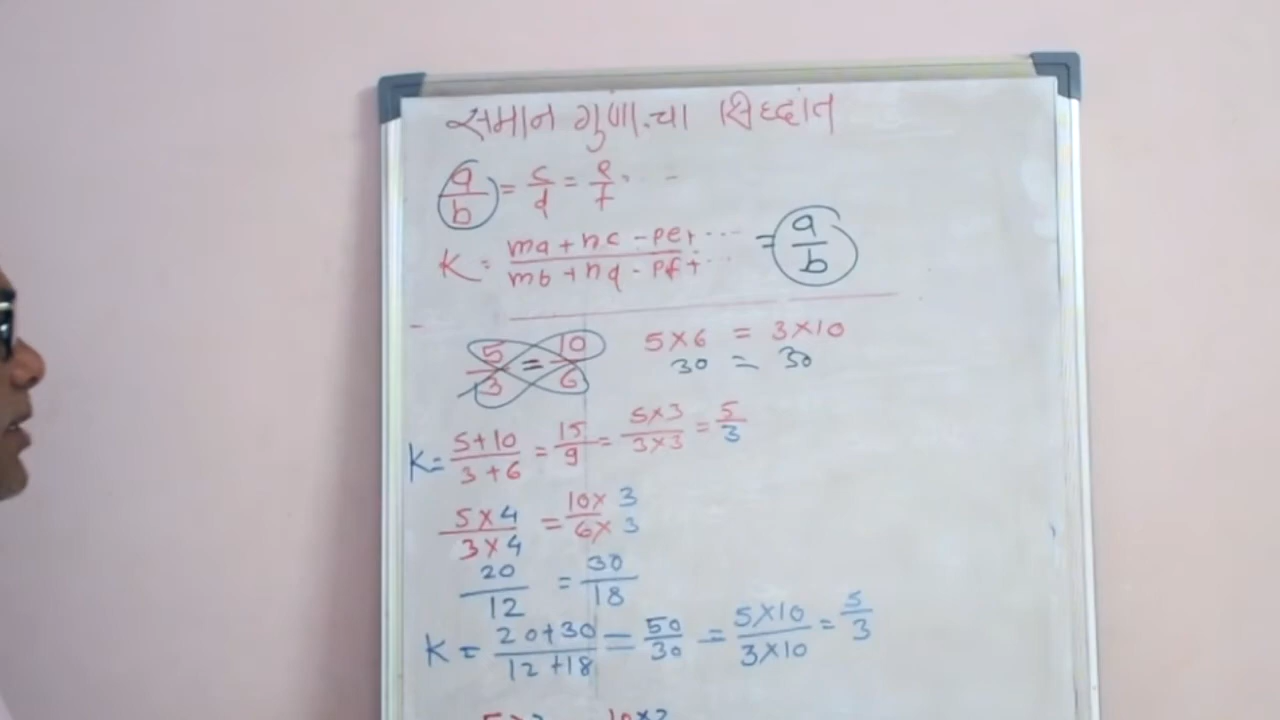 समान गुणो.चा सिध्दांत
a/b = c/d = e/f . -
K = (ma + nc - pe + ...)/(mb + nd - pf + ...) = a/b
5/3 = 10/6 5×6 = 3×10
30 = 30
K = (5+10)/(3+6) = 15/9 = (5×3)/(3×3) = 5/3
(5×4)/(3×4) = (10×3)/(6×3)
20/12 = 30/18
K = (20+30)/(12+18) = 50/30 = (5×10)/(3×10) = 5/3